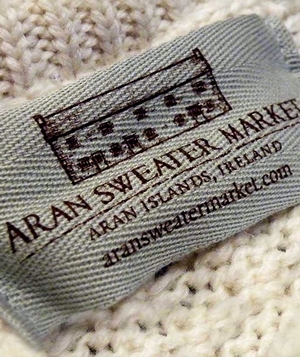 ARAN SWEATER MARKET
ARAN ISLANDS, IRELAND
aransweatermarket.com